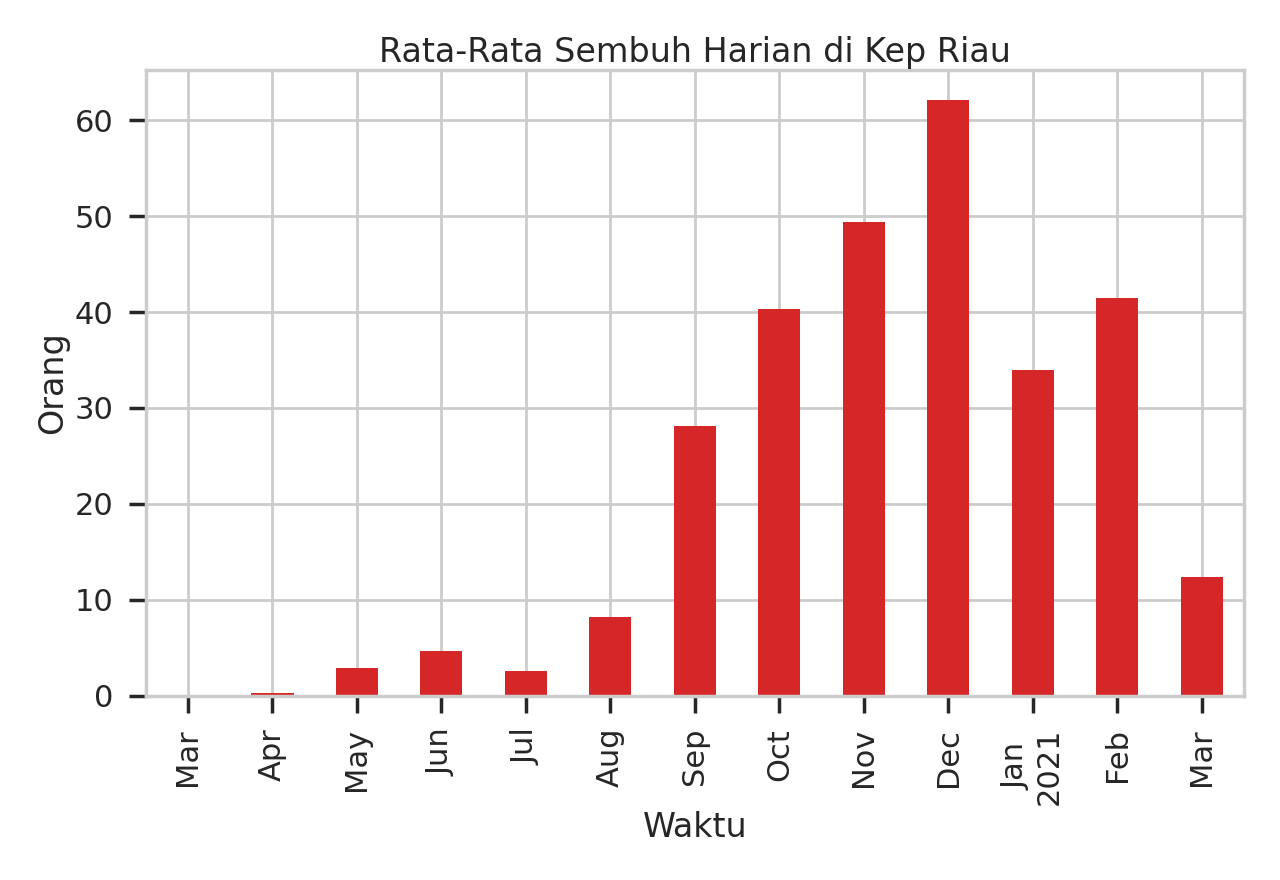 Rata-Rata Sembuh Harian di Kep Riau
60
50
40
30
20
10
0
Orang
Mar
Apr
May
Jun
Jul
Aug
Sep
Oct
Nov
Dec
Jan
2021
Feb
Mar
Waktu